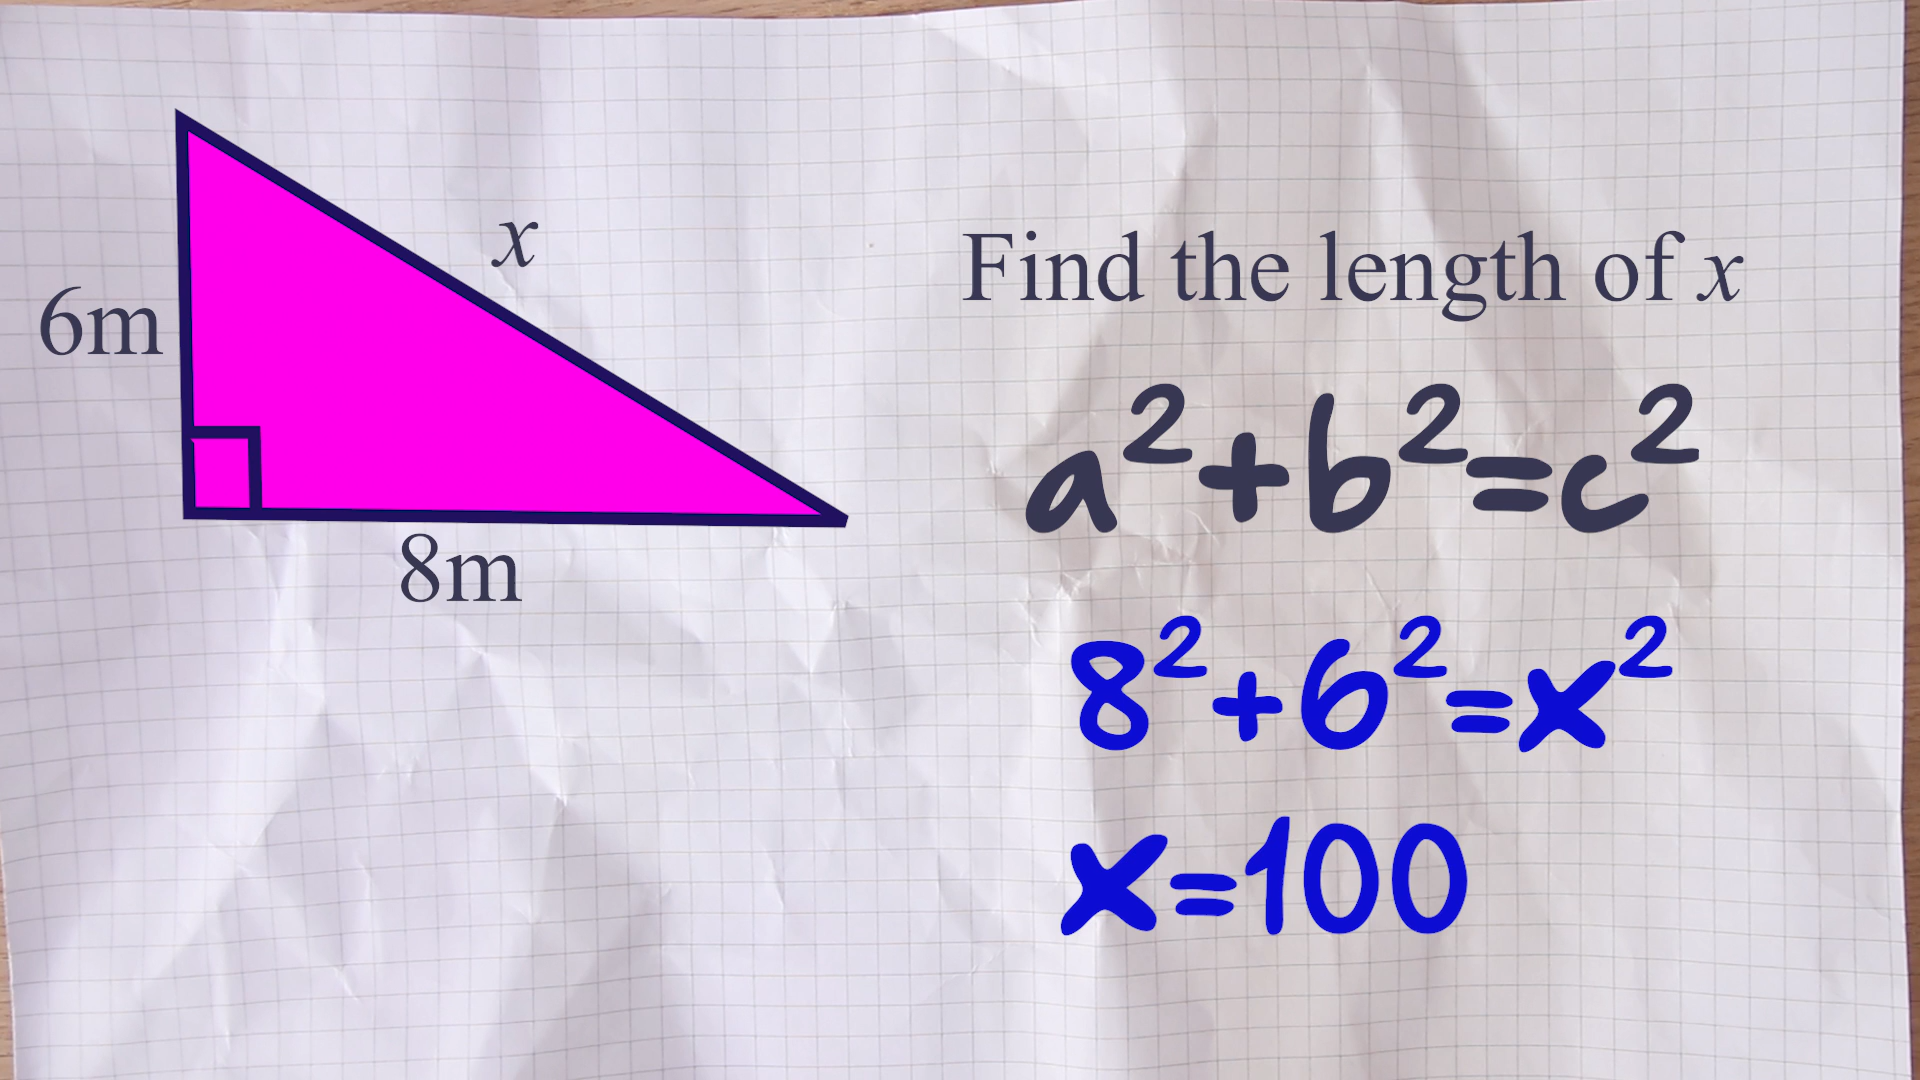 x
6m
8m
Find the length of x
a²+b²=c²
8²+6²=x²
x=100